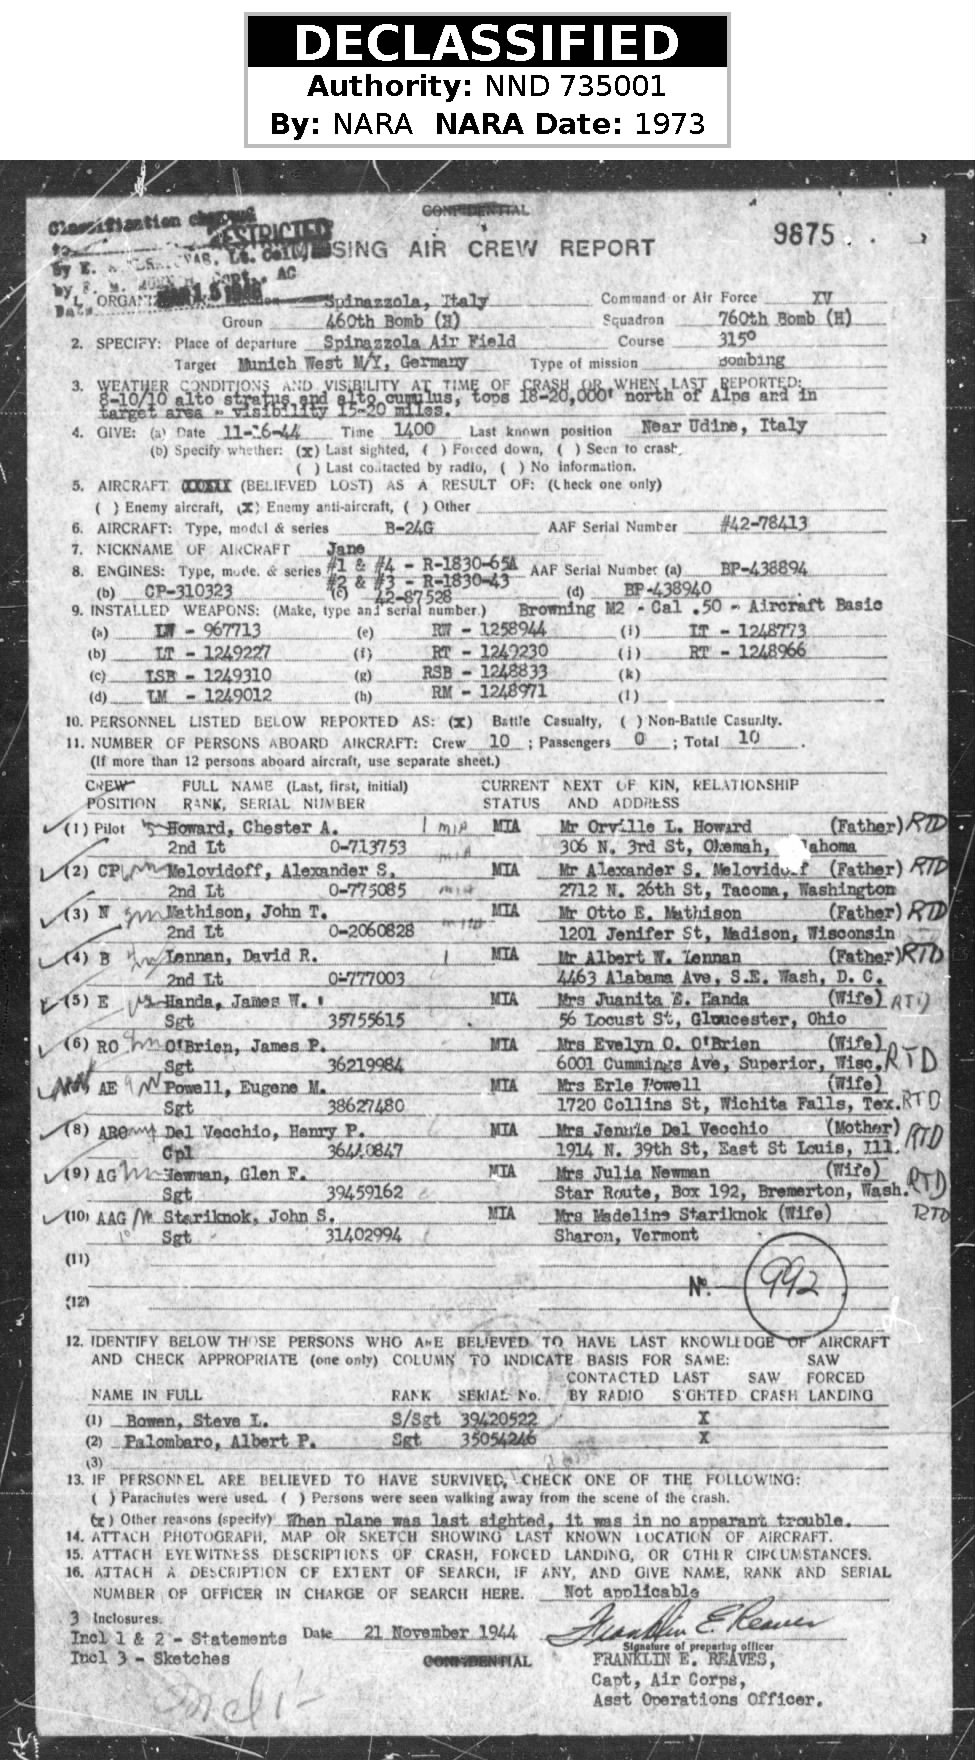 DECLASSIFIED
Authority: NND 735001
By: NARA NARA Date: 1973
CONFIDENTIAL
Classification changed
to RESTRICTED
MISSING AIR CREW REPORT
9875
By E.
by F. M. Capt., AC
1. ORGANIZATION: Spinazzola, Italy Command or Air Force XV
Group 460th Bomb (H) Squadron 760th Bomb (H)
2. SPECIFY: Place of departure Spinazzola Air Field Course 315°
Target Munich West M/Y, Germany Type of mission Bombing
3. WEATHER CONDITIONS AND VISIBILITY AT TIME OF CRASH OR WHEN LAST REPORTED:
8-10/10 alto stratus and alto cumulus, tops 18-20,000' north of Alps and in
target area - visibility 15-20 miles.
4. GIVE: (a) Date 11-16-44 Time 1400 Last known position Near Udine, Italy
(b) Specify whether: (x) Last sighted, ( ) Forced down, ( ) Seen to crash,
( ) Last contacted by radio, ( ) No information.
5. AIRCRAFT (BELIEVED LOST) AS A RESULT OF: (Check one only)
( ) Enemy aircraft, (X) Enemy anti-aircraft, ( ) Other
6. AIRCRAFT: Type, model & series B-24G AAF Serial Number #42-78413
7. NICKNAME OF AIRCRAFT Jane
8. ENGINES: Type, mode. & series #1 & #4 - R-1830-65A AAF Serial Number (a) BP-438894
#2 & #3 - R-1830-43
(b) CP-310323 (c) 42-87528 (d) BP-438940
9. INSTALLED WEAPONS: (Make, type and serial number.) Browning M2 - Cal .50 - Aircraft Basic
(a) LN - 967713 (e) RW - 1258944 (i) LT - 1248773
(b) LT - 1249227 (f) RT - 1249230 (j) RT - 1248966
(c) LSB - 1249310 (g) RSB - 1248833 (k)
(d) LM - 1249012 (h) RM - 1248971 (l)
10. PERSONNEL LISTED BELOW REPORTED AS: (x) Battle Casualty, ( ) Non-Battle Casualty.
11. NUMBER OF PERSONS ABOARD AIRCRAFT: Crew 10 ; Passengers 0 ; Total 10 .
(If more than 12 persons aboard aircraft, use separate sheet.)
CREW FULL NAME (Last, first, initial) CURRENT NEXT OF KIN, RELATIONSHIP
POSITION RANK, SERIAL NUMBER STATUS AND ADDRESS
(1) Pilot Howard, Chester A. 1 MIA MIA Mr Orville L. Howard (Father) RTD
2nd Lt 0-713753 306 N. 3rd St, Okemah, lahoma
(2) CP Melovidoff, Alexander S. MIA MIA Mr Alexander S. Melovidoff (Father) RTD
2nd Lt 0-775085 2712 N. 26th St, Tacoma, Washington
(3) N Mathison, John T. MIA Mr Otto E. Mathison (Father) RTD
2nd Lt 0-2060828 1201 Jenifer St, Madison, Wisconsin
(4) B Lennan, David R. MIA Mr Albert W. Lennan (Father) RTD
2nd Lt 0-777003 4463 Alabama Ave, S.E. Wash, D. C.
(5) E Handa, James W. MIA Mrs Juanita E. Handa (Wife) RTD
Sgt 35755615 56 Locust St, Gloucester, Ohio
(6) RO O'Brien, James P. MIA Mrs Evelyn O. O'Brien (Wife) RTD
Sgt 36219984 6001 Cummings Ave, Superior, Wisc.
AE Powell, Eugene M. MIA Mrs Erle Powell (Wife)
Sgt 38627480 1720 Collins St, Wichita Falls, Tex. RTD
(8) ARO Del Vecchio, Henry P. MIA Mrs Jennie Del Vecchio (Mother) RTD
Cpl 36440847 1914 N. 39th St, East St Louis, Ill.
(9) AG Newman, Glen F. MIA Mrs Julia Newman (Wife) RTD
Sgt 39459162 Star Route, Box 192, Bremerton, Wash.
(10) AAG Stariknok, John S. MIA Mrs Madeline Stariknok (Wife) RTD
Sgt 31402994 Sharon, Vermont
(11)
No. 992
(12)
12. IDENTIFY BELOW THOSE PERSONS WHO ARE BELIEVED TO HAVE LAST KNOWLEDGE OF AIRCRAFT
AND CHECK APPROPRIATE (one only) COLUMN TO INDICATE BASIS FOR SAME: SAW
CONTACTED LAST SAW FORCED
NAME IN FULL RANK SERIAL No. BY RADIO SIGHTED CRASH LANDING
(1) Bowen, Steve L. S/Sgt 39420522 X
(2) Palombaro, Albert P. Sgt 35054246 X
(3)
13. IF PERSONNEL ARE BELIEVED TO HAVE SURVIVED, CHECK ONE OF THE FOLLOWING:
( ) Parachutes were used. ( ) Persons were seen walking away from the scene of the crash.
(x) Other reasons (specify) When plane was last sighted, it was in no apparant trouble.
14. ATTACH PHOTOGRAPH, MAP OR SKETCH SHOWING LAST KNOWN LOCATION OF AIRCRAFT.
15. ATTACH EYEWITNESS DESCRIPTIONS OF CRASH, FORCED LANDING, OR OTHER CIRCUMSTANCES.
16. ATTACH A DESCRIPTION OF EXTENT OF SEARCH, IF ANY, AND GIVE NAME, RANK AND SERIAL
NUMBER OF OFFICER IN CHARGE OF SEARCH HERE. Not applicable
3 Inclosures.
Incl 1 & 2 - Statements Date 21 November 1944 Franklin E. Reaves
Signature of preparing officer
Incl 3 - Sketches CONFIDENTIAL FRANKLIN E. REAVES,
Capt, Air Corps,
Asst Operations Officer.